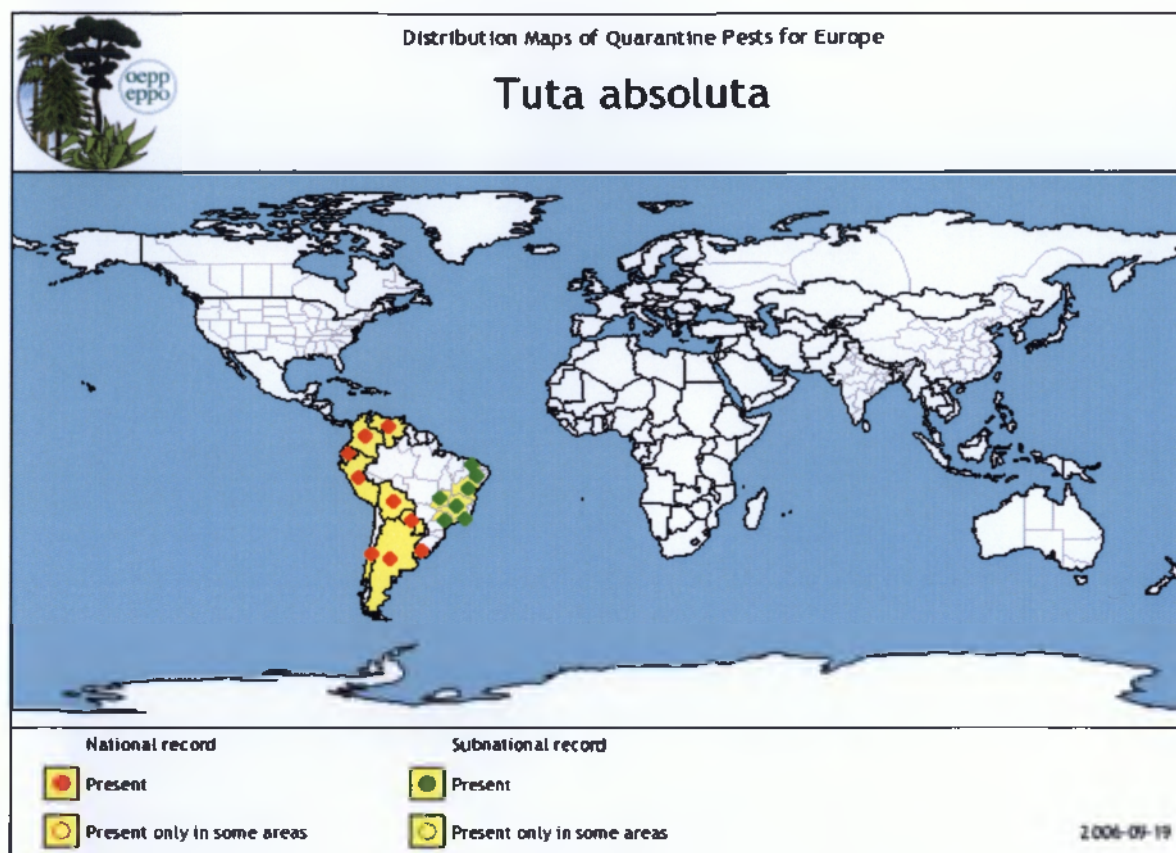 Distribution Maps of Quarantine Pests for Europe
oepp
eppo
Tuta absoluta
National record
Subnational record
Present
Present
Present only in some areas
Present only in some areas
2006-09-19